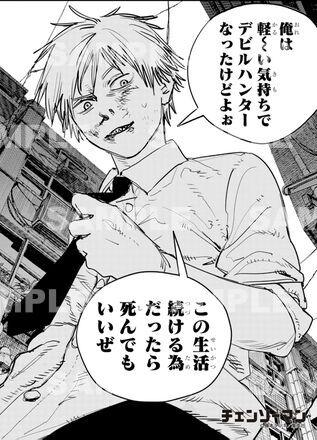 俺は
軽〜い気持ちで
デビルハンター
なったけどよぉ
この生活
続ける為
だったら
死んでも
いいぜ
チェンソーマン
SAMPLE